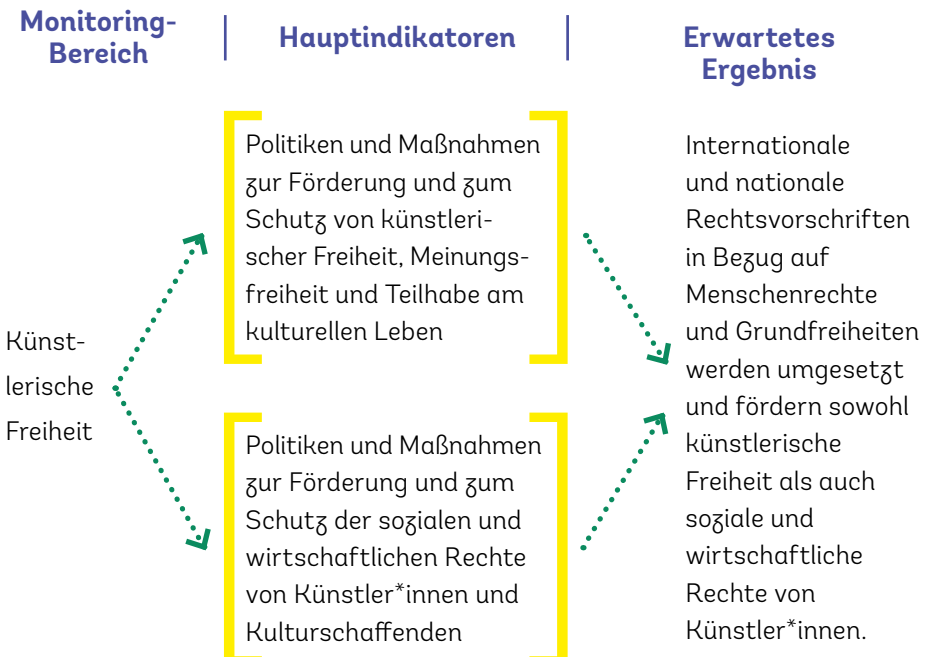 Monitoring-
Bereich
Hauptindikatoren
Erwartetes
Ergebnis
Künst-
lerische
Freiheit
Politiken und Maßnahmen
zur Förderung und zum
Schutz von künstleri-
scher Freiheit, Meinungs-
freiheit und Teilhabe am
kulturellen Leben
Politiken und Maßnahmen
zur Förderung und zum
Schutz der sozialen und
wirtschaftlichen Rechte
von Künstler*innen und
Kulturschaffenden
Internationale
und nationale
Rechtsvorschriften
in Bezug auf
Menschenrechte
und Grundfreiheiten
werden umgesetzt
und fördern sowohl
künstlerische
Freiheit als auch
soziale und
wirtschaftliche
Rechte von
Künstler*innen.